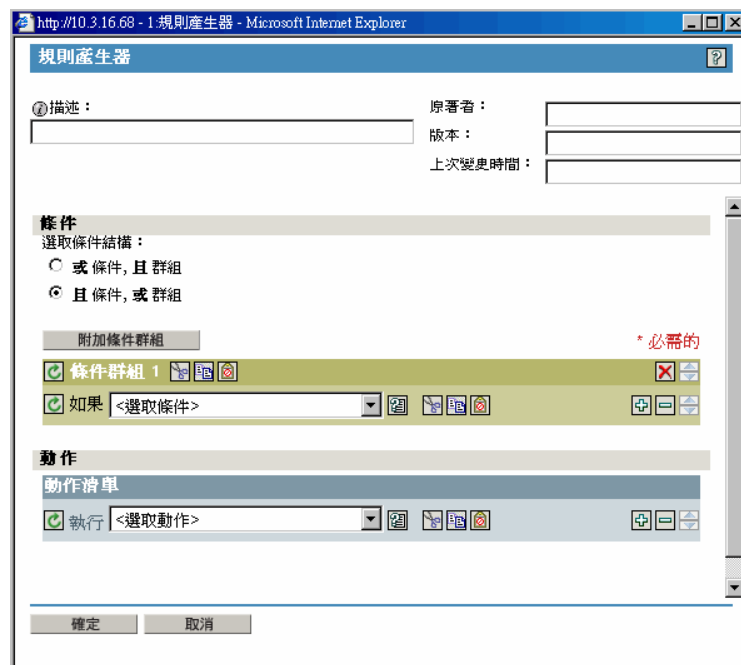 http://10.3.16.68 - 1:規則產生器 - Microsoft Internet Explorer
規則產生器
描述：
原著者：
版本：
上次變更時間：
條件
選取條件結構：
或 條件, 且 群組
且 條件, 或 群組
附加條件群組
* 必需的
條件群組 1
如果 <選取條件>
動作
動作清單
執行 <選取動作>
確定 取消